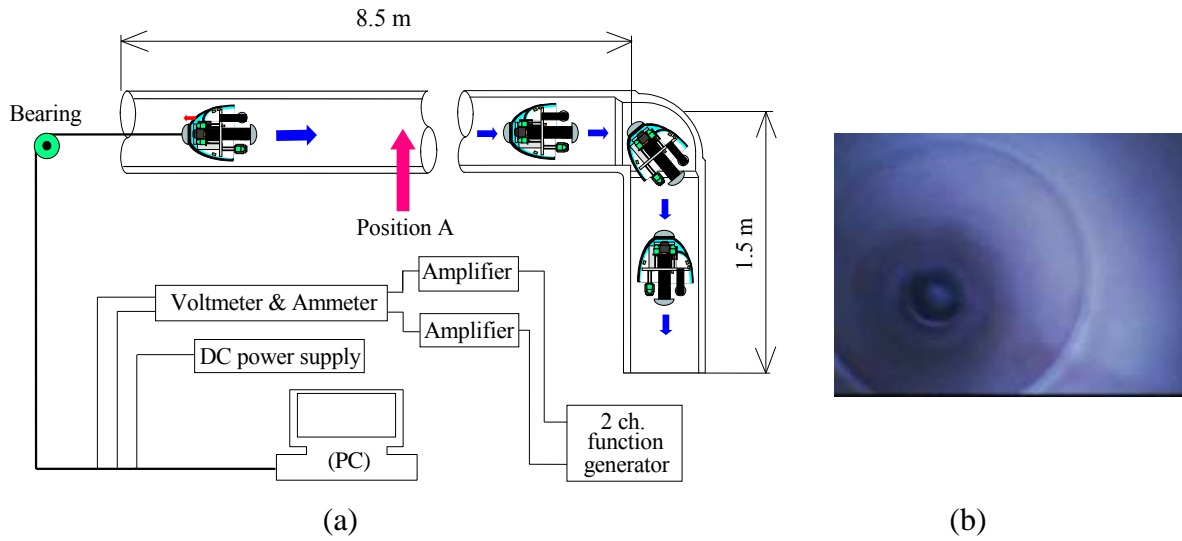 8.5 m
Bearing
Position A
1.5 m
Amplifier
Voltmeter & Ammeter
Amplifier
DC power supply
2 ch.
function
generator
(PC)
(a)
(b)